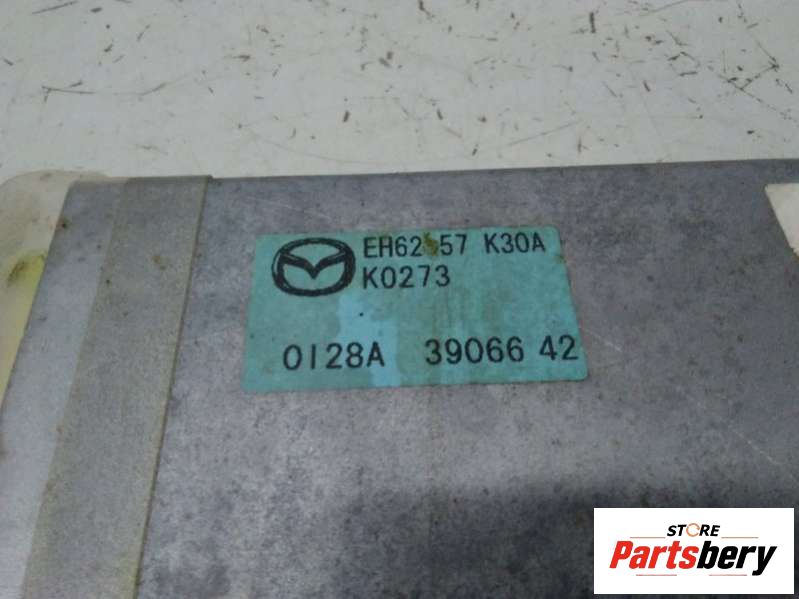 EH62 57 K30A
K0273
0128A 39066 42
STORE
Partsbery